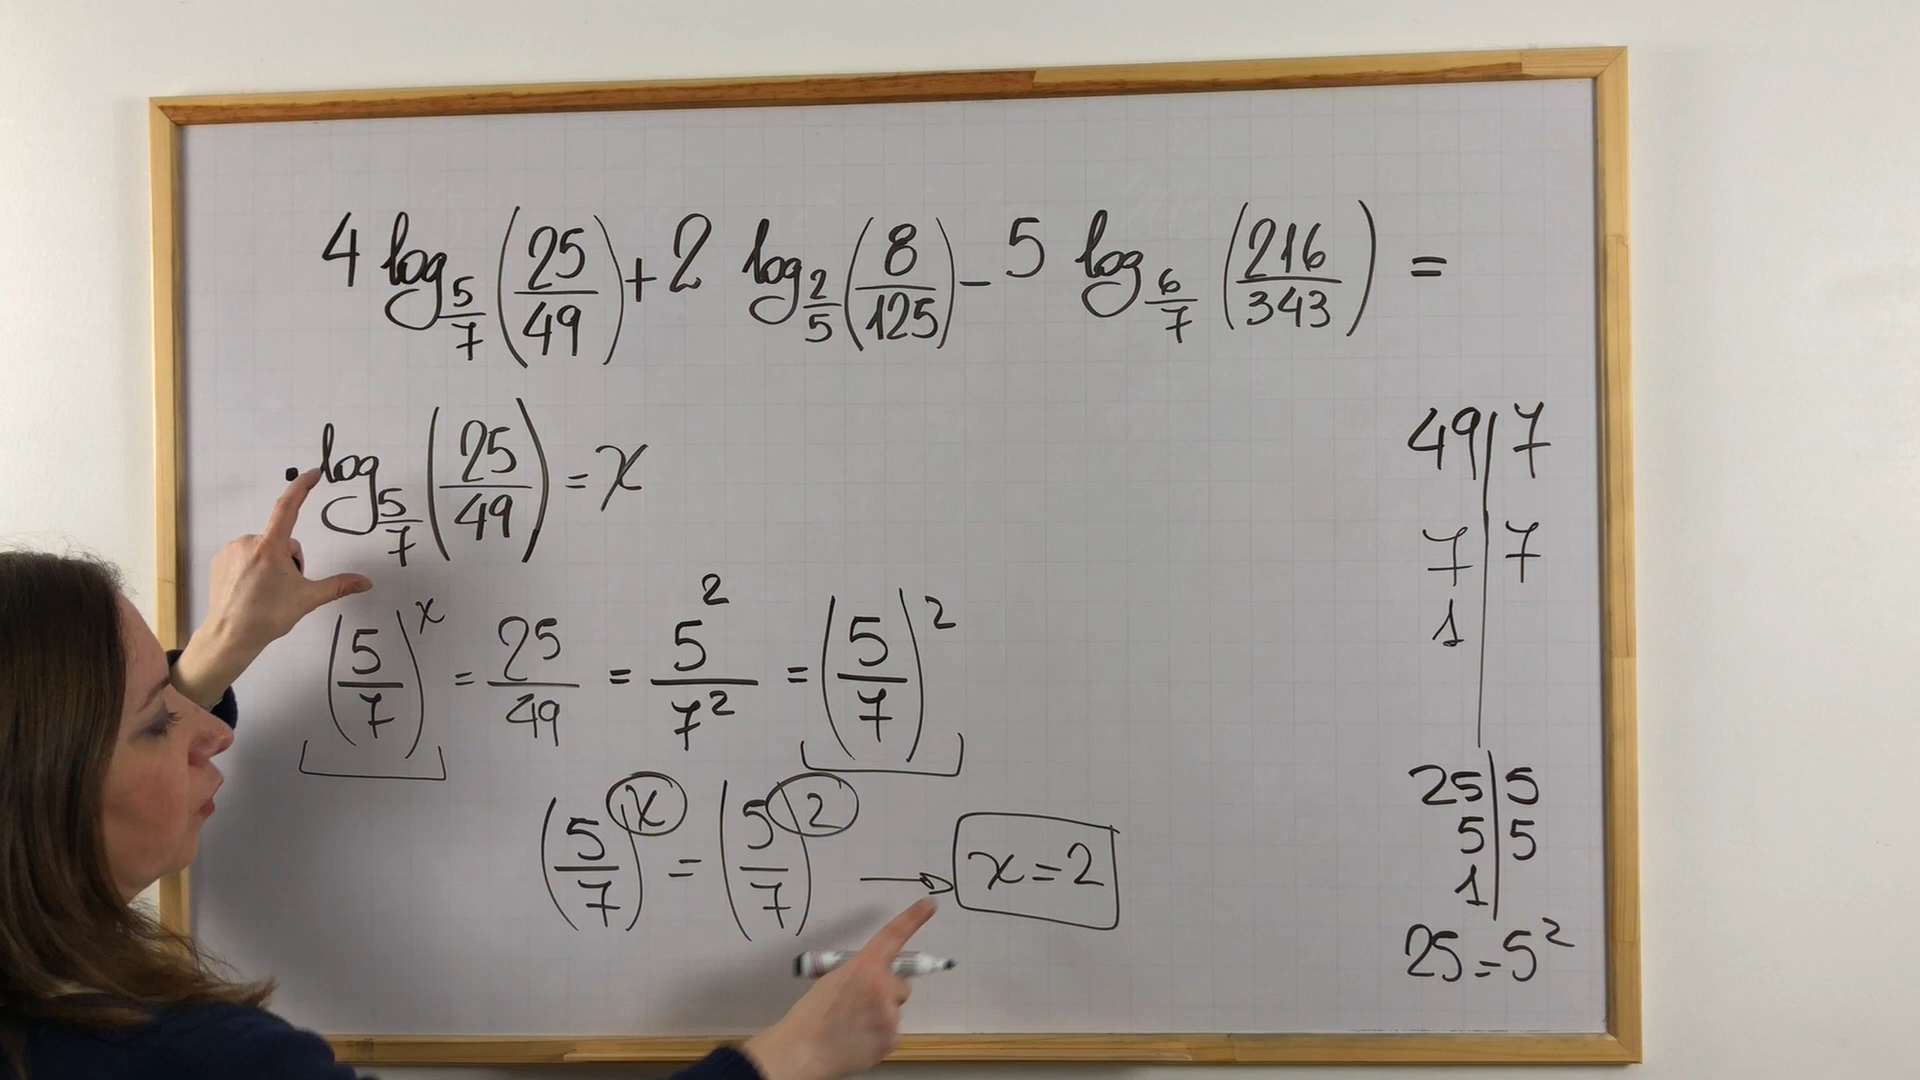 4 log_{5/7} (25/49) + 2 log_{2/5} (8/125) - 5 log_{6/7} (216/343) =
• log_{5/7} (25/49) = x
(5/7)^x = 25/49 = 5^2/7^2 = (5/7)^2
(5/7)^x = (5/7)^2 → x = 2
49 | 7
7 | 7
1 |
25 | 5
5 | 5
1 |
25 = 5^2